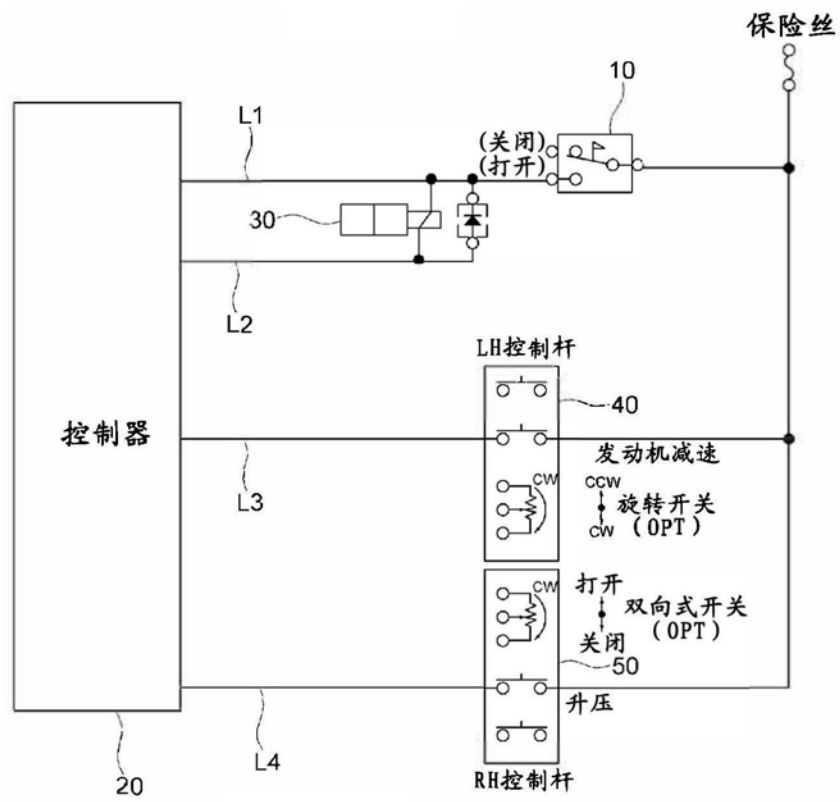 保险丝
10
L1
(关闭)
(打开)
30
L2
LH控制杆
40
控制器
发动机减速
L3
CW
CCW
旋转开关
CW
(OPT)
CW
打开
双向式开关
(OPT)
关闭
50
升压
L4
20
RH控制杆